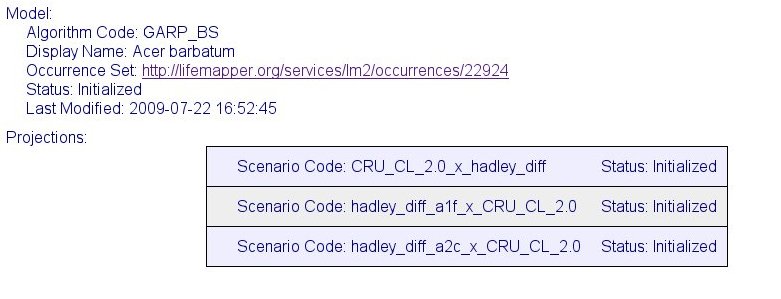 Model:
Algorithm Code: GARP_BS
Display Name: Acer barbatum
Occurrence Set: http://lifemapper.org/services/lm2/occurrences/22924
Status: Initialized
Last Modified: 2009-07-22 16:52:45
Projections:
Scenario Code: CRU_CL_2.0_x_hadley_diff Status: Initialized
Scenario Code: hadley_diff_a1f_x_CRU_CL_2.0 Status: Initialized
Scenario Code: hadley_diff_a2c_x_CRU_CL_2.0 Status: Initialized